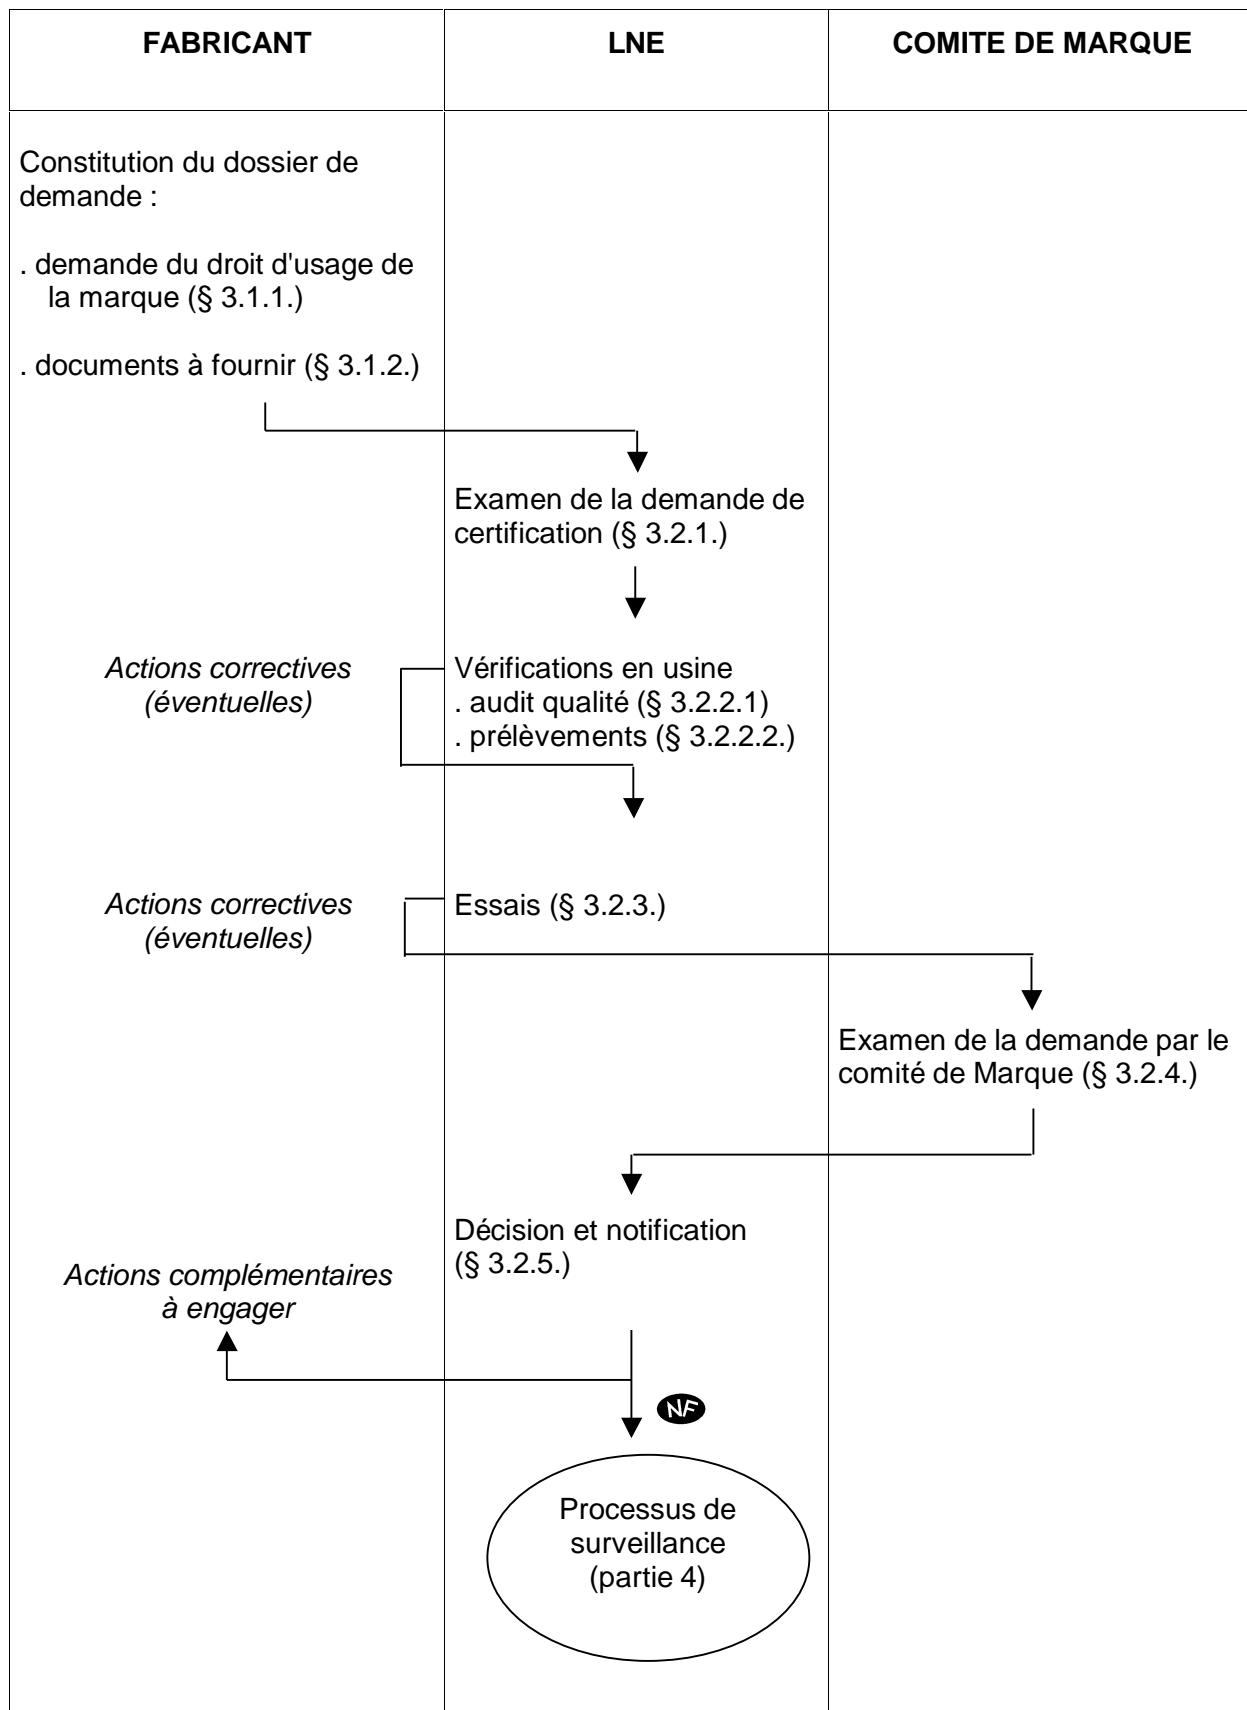 FABRICANT
LNE
COMITE DE MARQUE
Constitution du dossier de
demande :
. demande du droit d'usage de
la marque (§ 3.1.1.)
. documents à fournir (§ 3.1.2.)
Examen de la demande de
certification (§ 3.2.1.)
Actions correctives
(éventuelles)
Vérifications en usine
. audit qualité (§ 3.2.2.1)
. prélèvements (§ 3.2.2.2.)
Actions correctives
(éventuelles)
Essais (§ 3.2.3.)
Examen de la demande par le
comité de Marque (§ 3.2.4.)
Décision et notification
(§ 3.2.5.)
Actions complémentaires
à engager
NF
Processus de
surveillance
(partie 4)